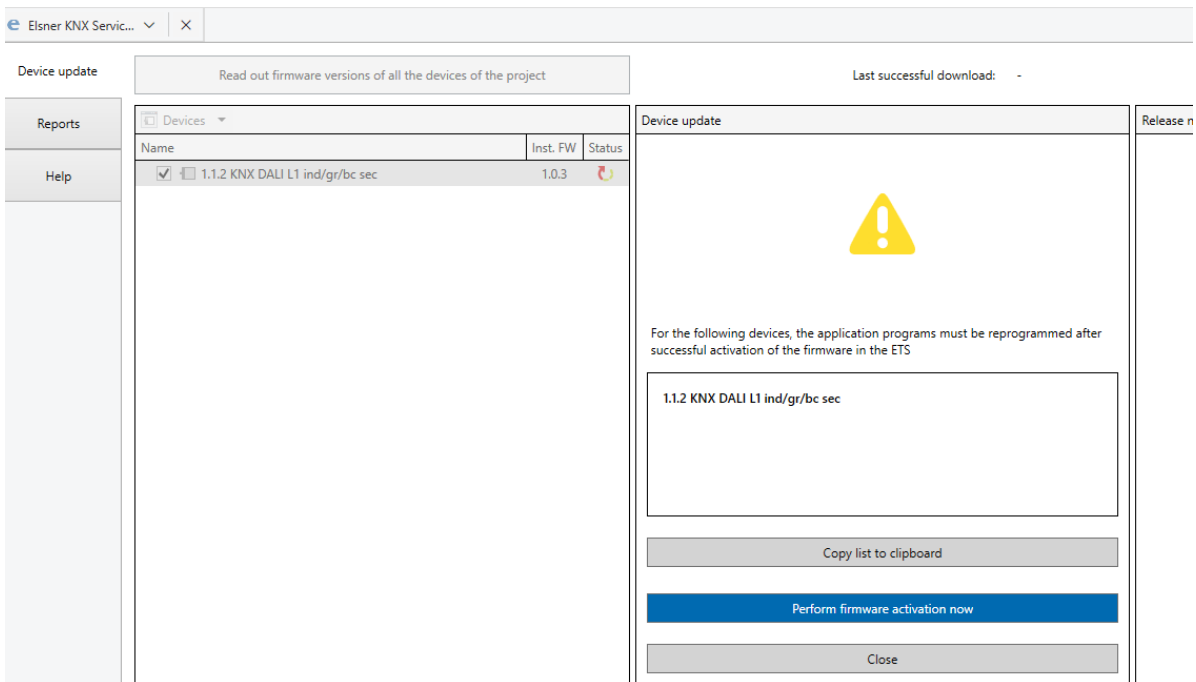 Elsner KNX Servic...
Device update
Read out firmware versions of all the devices of the project
Last successful download: -
Reports
Help
Devices
Name
Inst. FW
Status
1.1.2 KNX DALI L1 ind/gr/bc sec
1.0.3
Device update
For the following devices, the application programs must be reprogrammed after
successful activation of the firmware in the ETS
1.1.2 KNX DALI L1 ind/gr/bc sec
Copy list to clipboard
Perform firmware activation now
Close
Release n